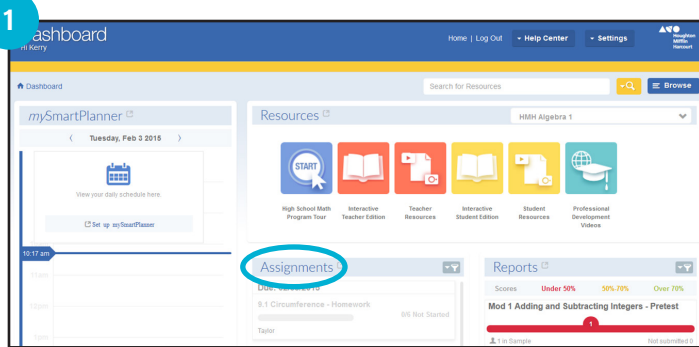 1
Dashboard
Hi Kerry
Home | Log Out
Help Center
Settings
Houghton
Mifflin
Harcourt
Dashboard
Search for Resources
Browse
mySmartPlanner
Tuesday, Feb 3 2015
View your daily schedule here.
Set up mySmartPlanner
10:17 am
11am
12pm
1pm
Resources
HMH Algebra 1
START
High School Math
Program Tour
Interactive
Teacher Edition
Teacher
Resources
Interactive
Student Edition
Student
Resources
Professional
Development
Videos
Assignments
9.1 Circumference - Homework
0/6 Not Started
Taylor
Reports
Scores Under 50% 50%-70% Over 70%
Mod 1 Adding and Subtracting Integers - Pretest
1
1 in Sample
Not submitted 0